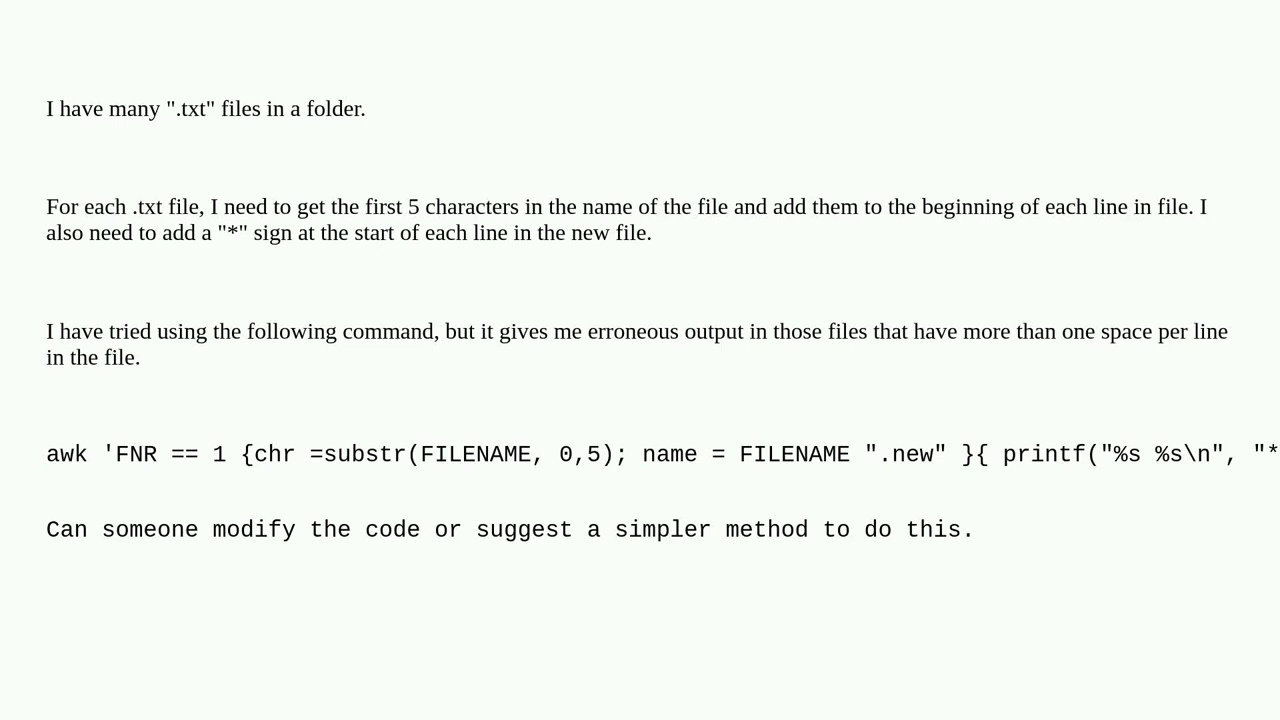 I have many ".txt" files in a folder.
For each .txt file, I need to get the first 5 characters in the name of the file and add them to the beginning of each line in file. I
also need to add a "*" sign at the start of each line in the new file.
I have tried using the following command, but it gives me erroneous output in those files that have more than one space per line
in the file.
awk 'FNR == 1 {chr =substr(FILENAME, 0,5); name = FILENAME ".new" }{ printf("%s %s\n", "*
Can someone modify the code or suggest a simpler method to do this.